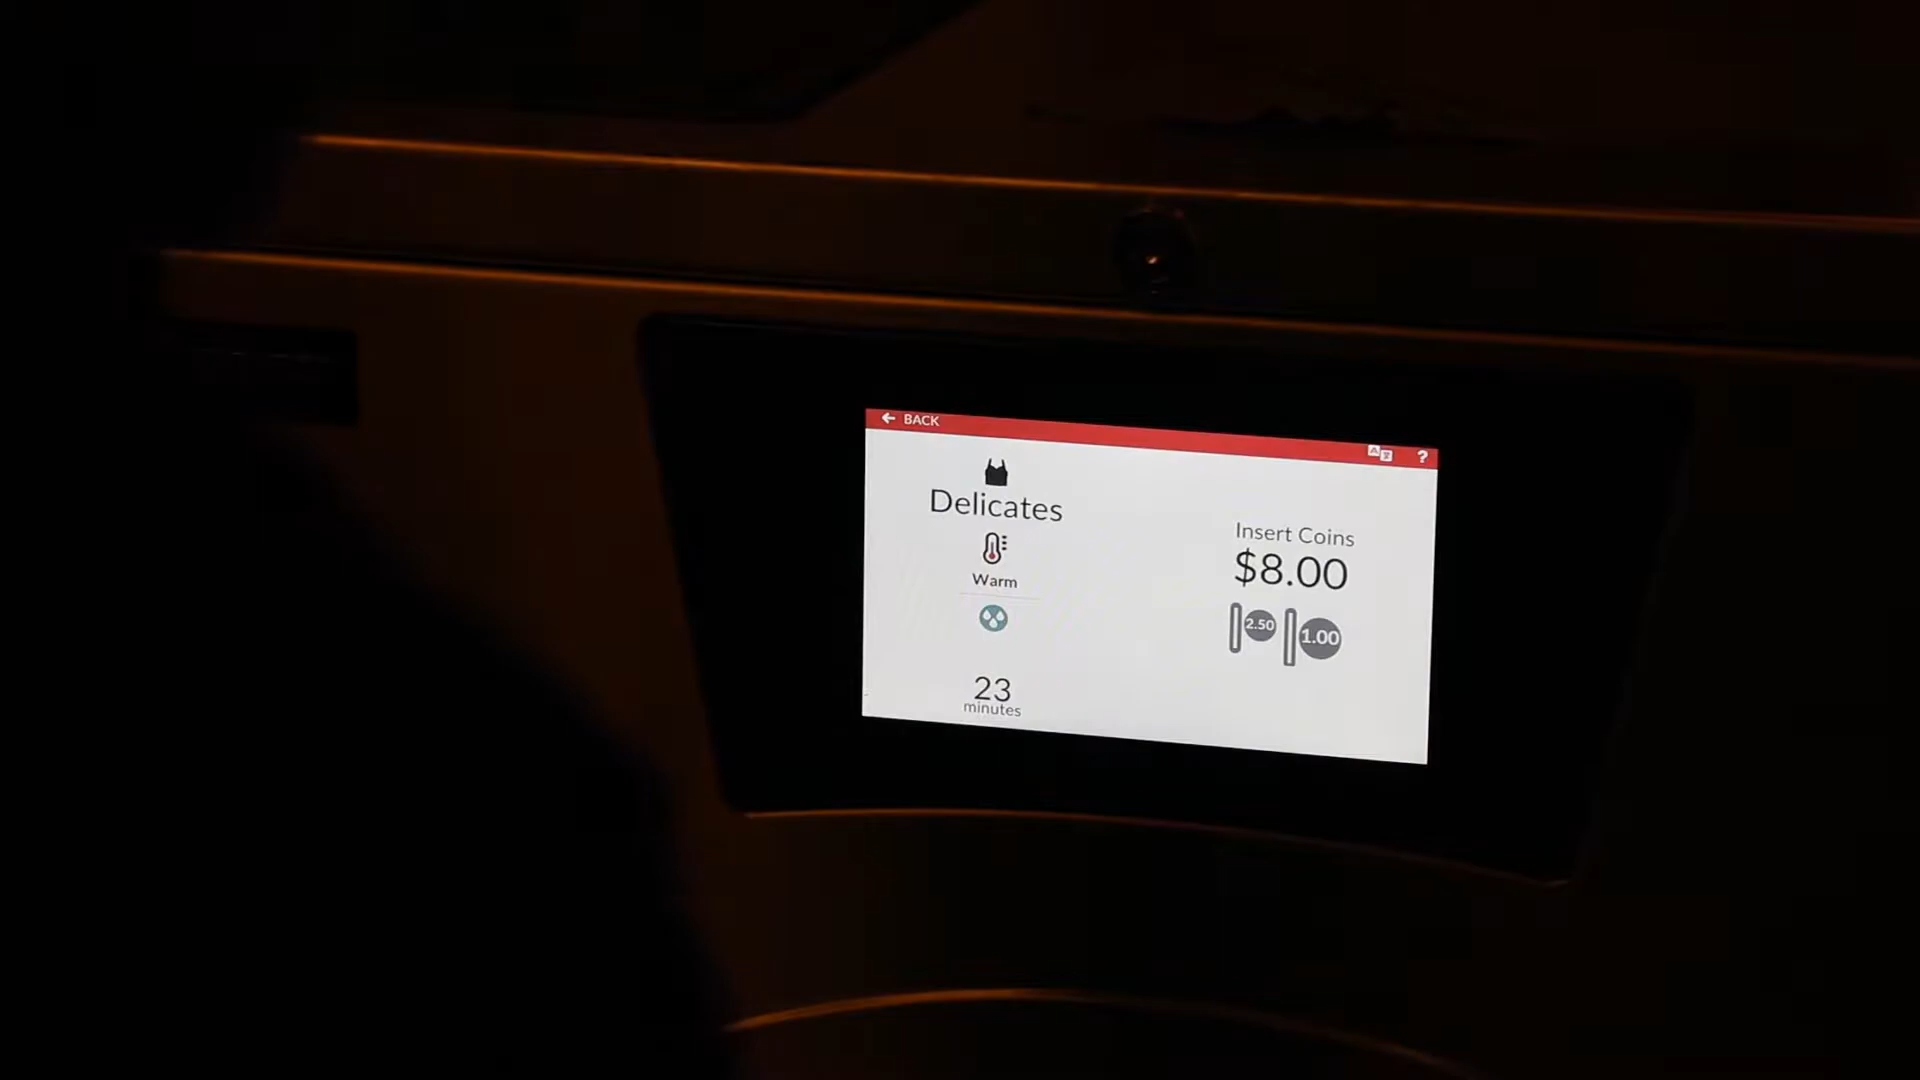 BACK
?
Delicates
Warm
23
minutes
Insert Coins
$8.00
2.50
1.00